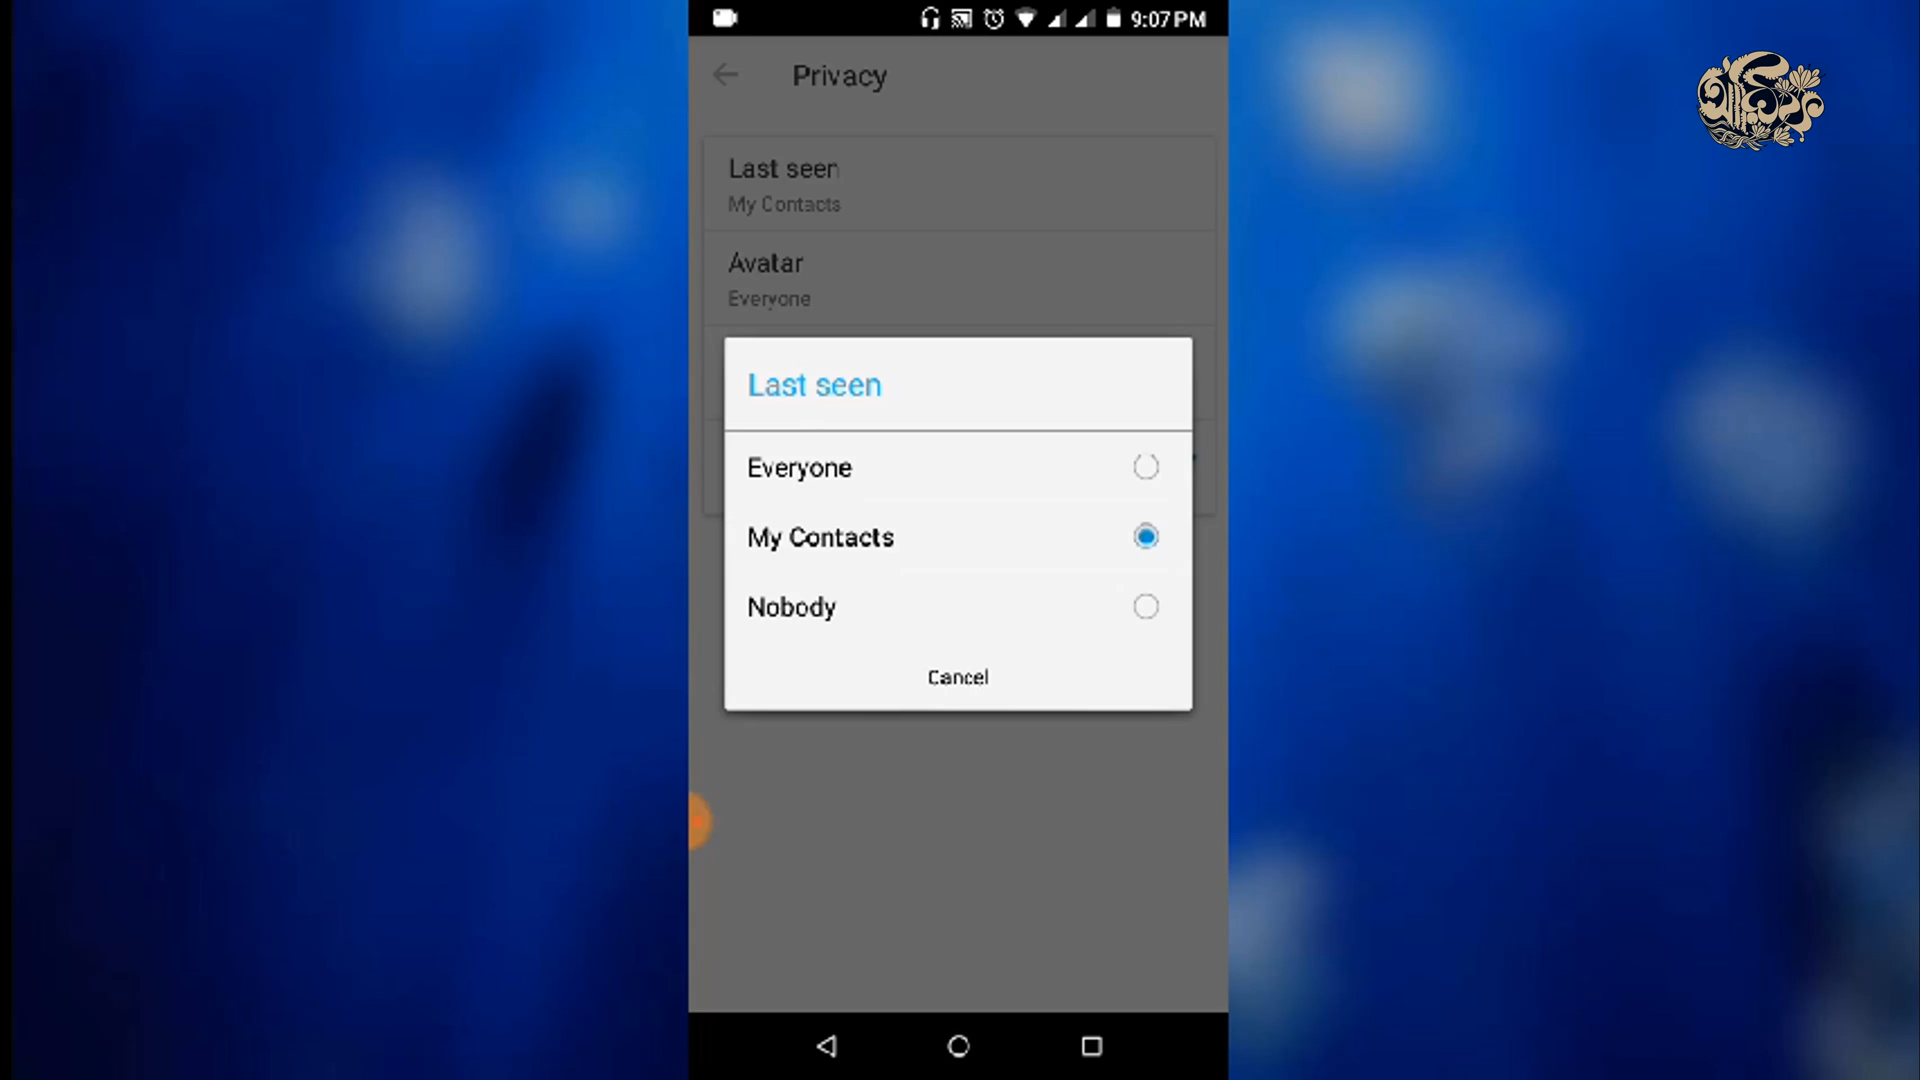 9:07 PM
Privacy
Last seen
My Contacts
Avatar
Everyone
Last seen
Everyone
My Contacts
Nobody
Cancel